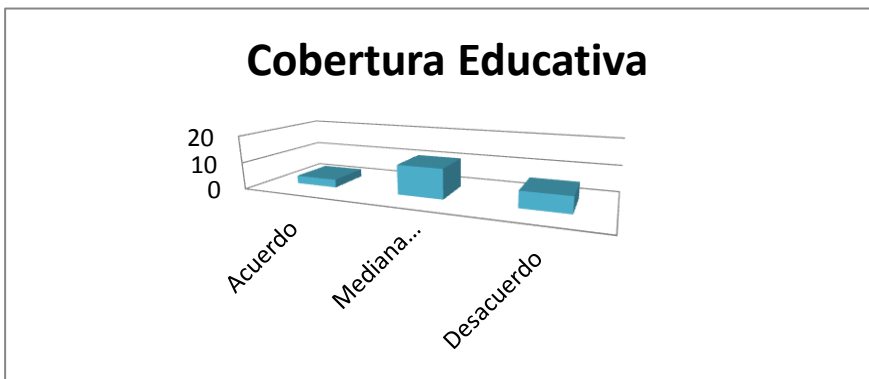 Cobertura Educativa
20
10
0
Acuerdo
Mediana...
Desacuerdo